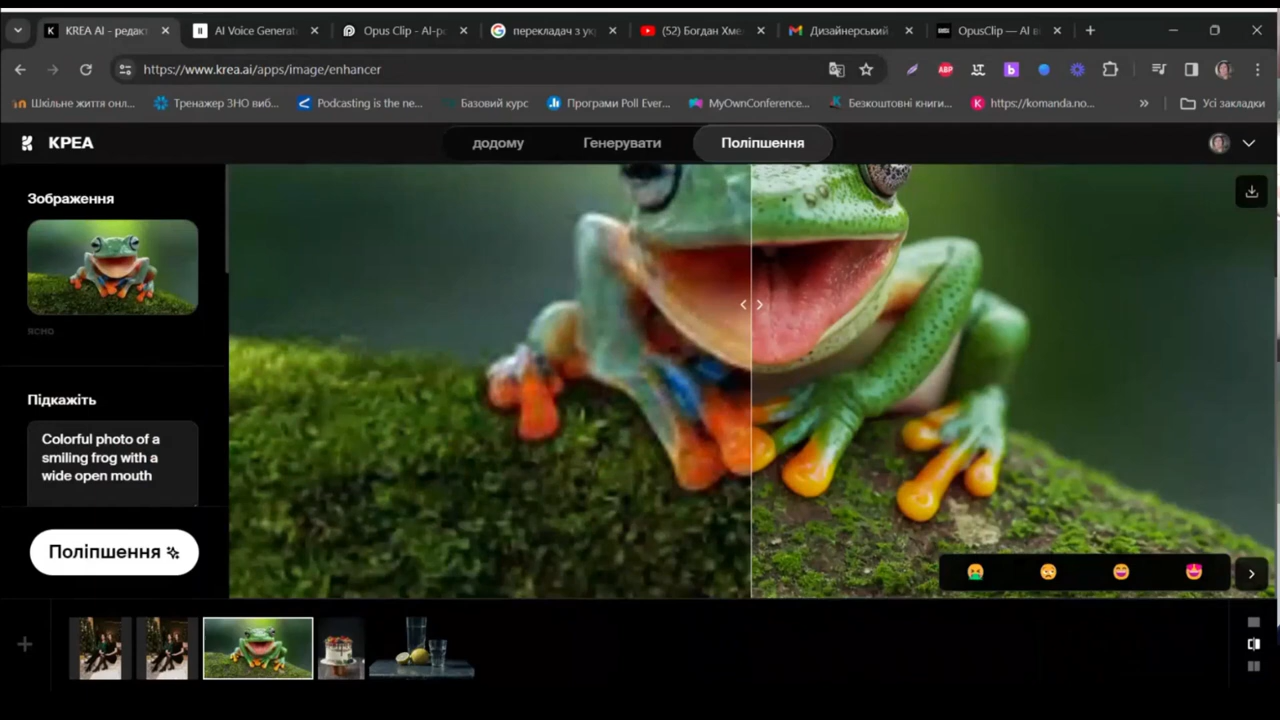 KREA AI - редакт
AI Voice Generat
Opus Clip - AI-ро
перекладач з укр
(52) Богдан Хме
Дизайнерський
OpusClip — AI в
https://www.krea.ai/apps/image/enhancer
Шкільне життя онл...
Тренажер ЗНО виб...
Podcasting is the ne...
Базовий курс
Програми Poll Ever...
MyOwnConference...
Безкоштовні книги...
https://komanda.no...
Усі закладки
КРЕА
додому
Генерувати
Поліпшення
Зображення
ясно
Підкажіть
Colorful photo of a
smiling frog with a
wide open mouth
Поліпшення